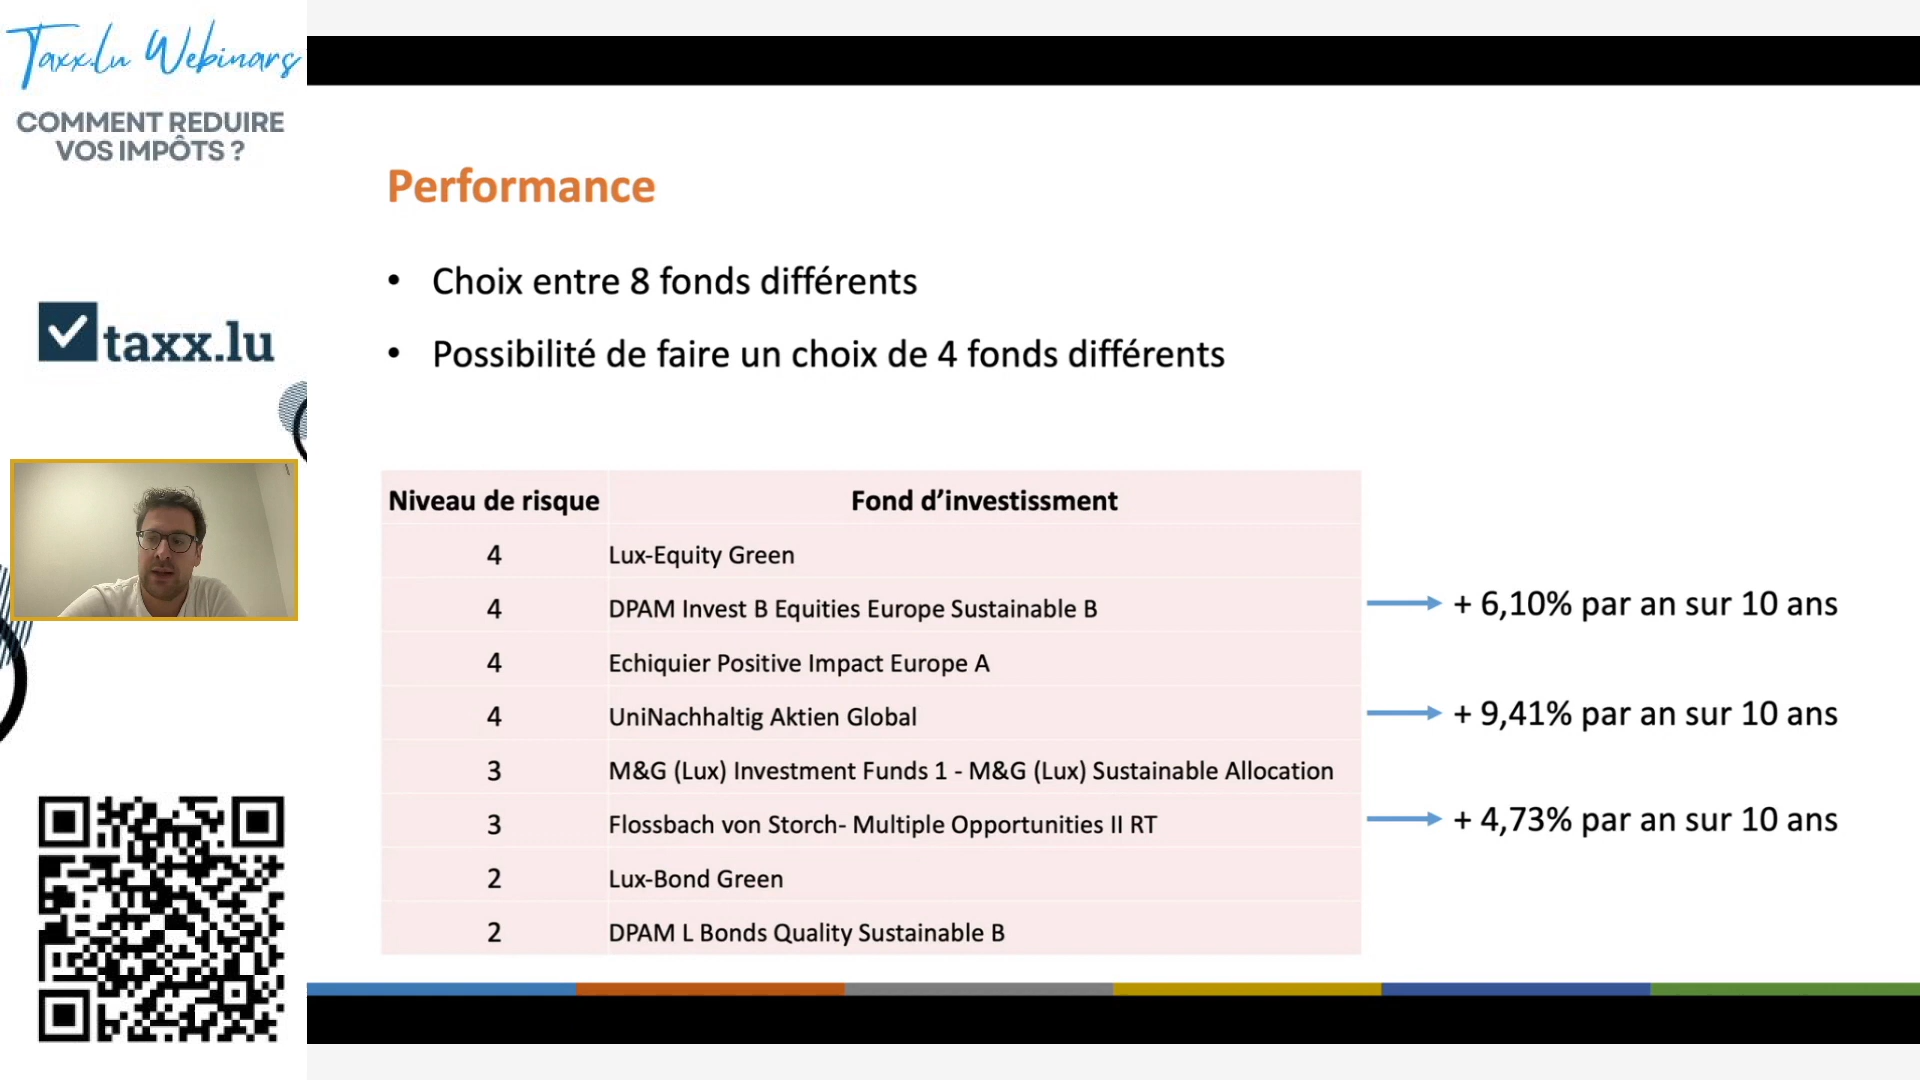 Taxx.lu Webinars
COMMENT REDUIRE
VOS IMPÔTS ?
taxx.lu
Performance
• Choix entre 8 fonds différents
• Possibilité de faire un choix de 4 fonds différents
Niveau de risque Fond d’investissment
4 Lux-Equity Green
4 DPAM Invest B Equities Europe Sustainable B
+ 6,10% par an sur 10 ans
4 Echiquier Positive Impact Europe A
4 UniNachhaltig Aktien Global
+ 9,41% par an sur 10 ans
3 M&G (Lux) Investment Funds 1 - M&G (Lux) Sustainable Allocation
3 Flossbach von Storch- Multiple Opportunities II RT
+ 4,73% par an sur 10 ans
2 Lux-Bond Green
2 DPAM L Bonds Quality Sustainable B